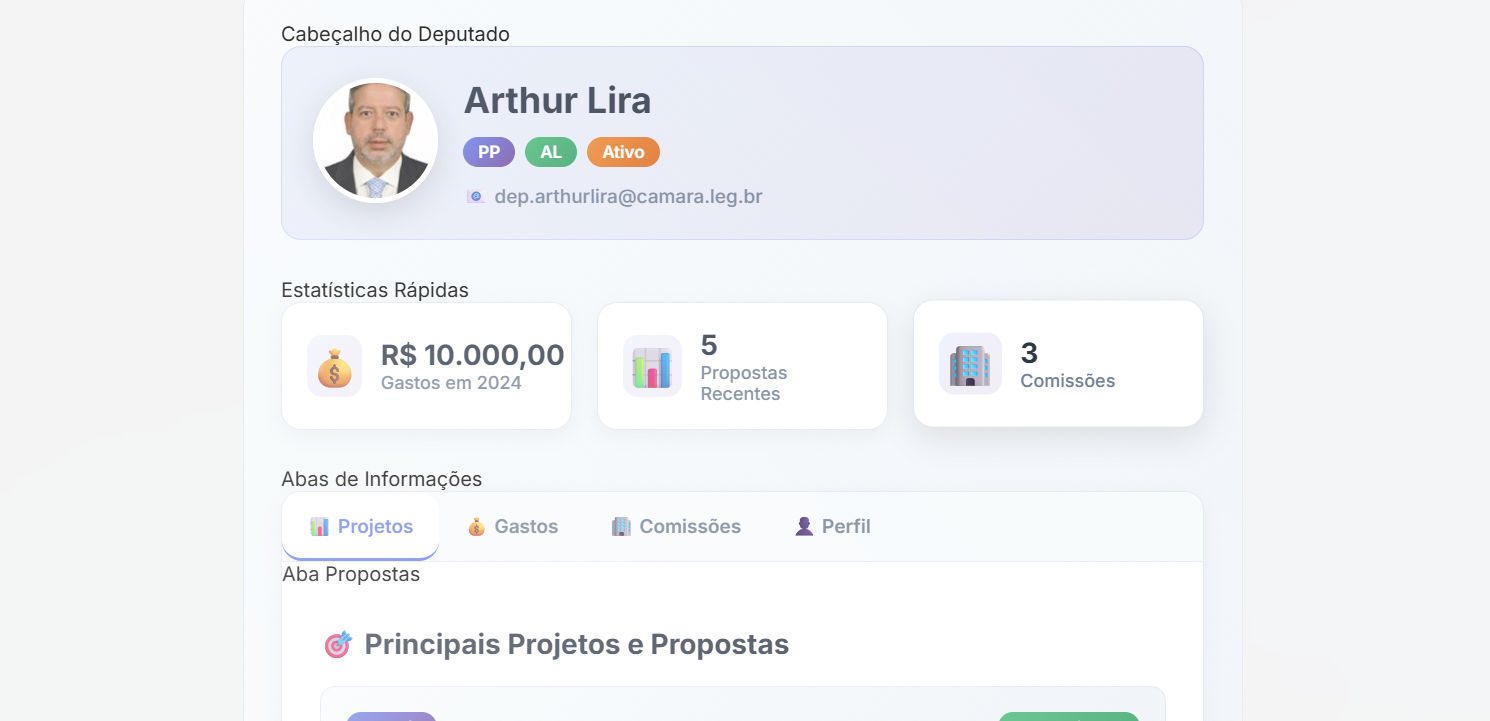 Cabeçalho do Deputado
Arthur Lira
PP AL Ativo
dep.arthurlira@camara.leg.br
Estatísticas Rápidas
R$ 10.000,00
Gastos em 2024
5
Propostas
Recentes
3
Comissões
Abas de Informações
Projetos Gastos Comissões Perfil
Aba Propostas
Principais Projetos e Propostas